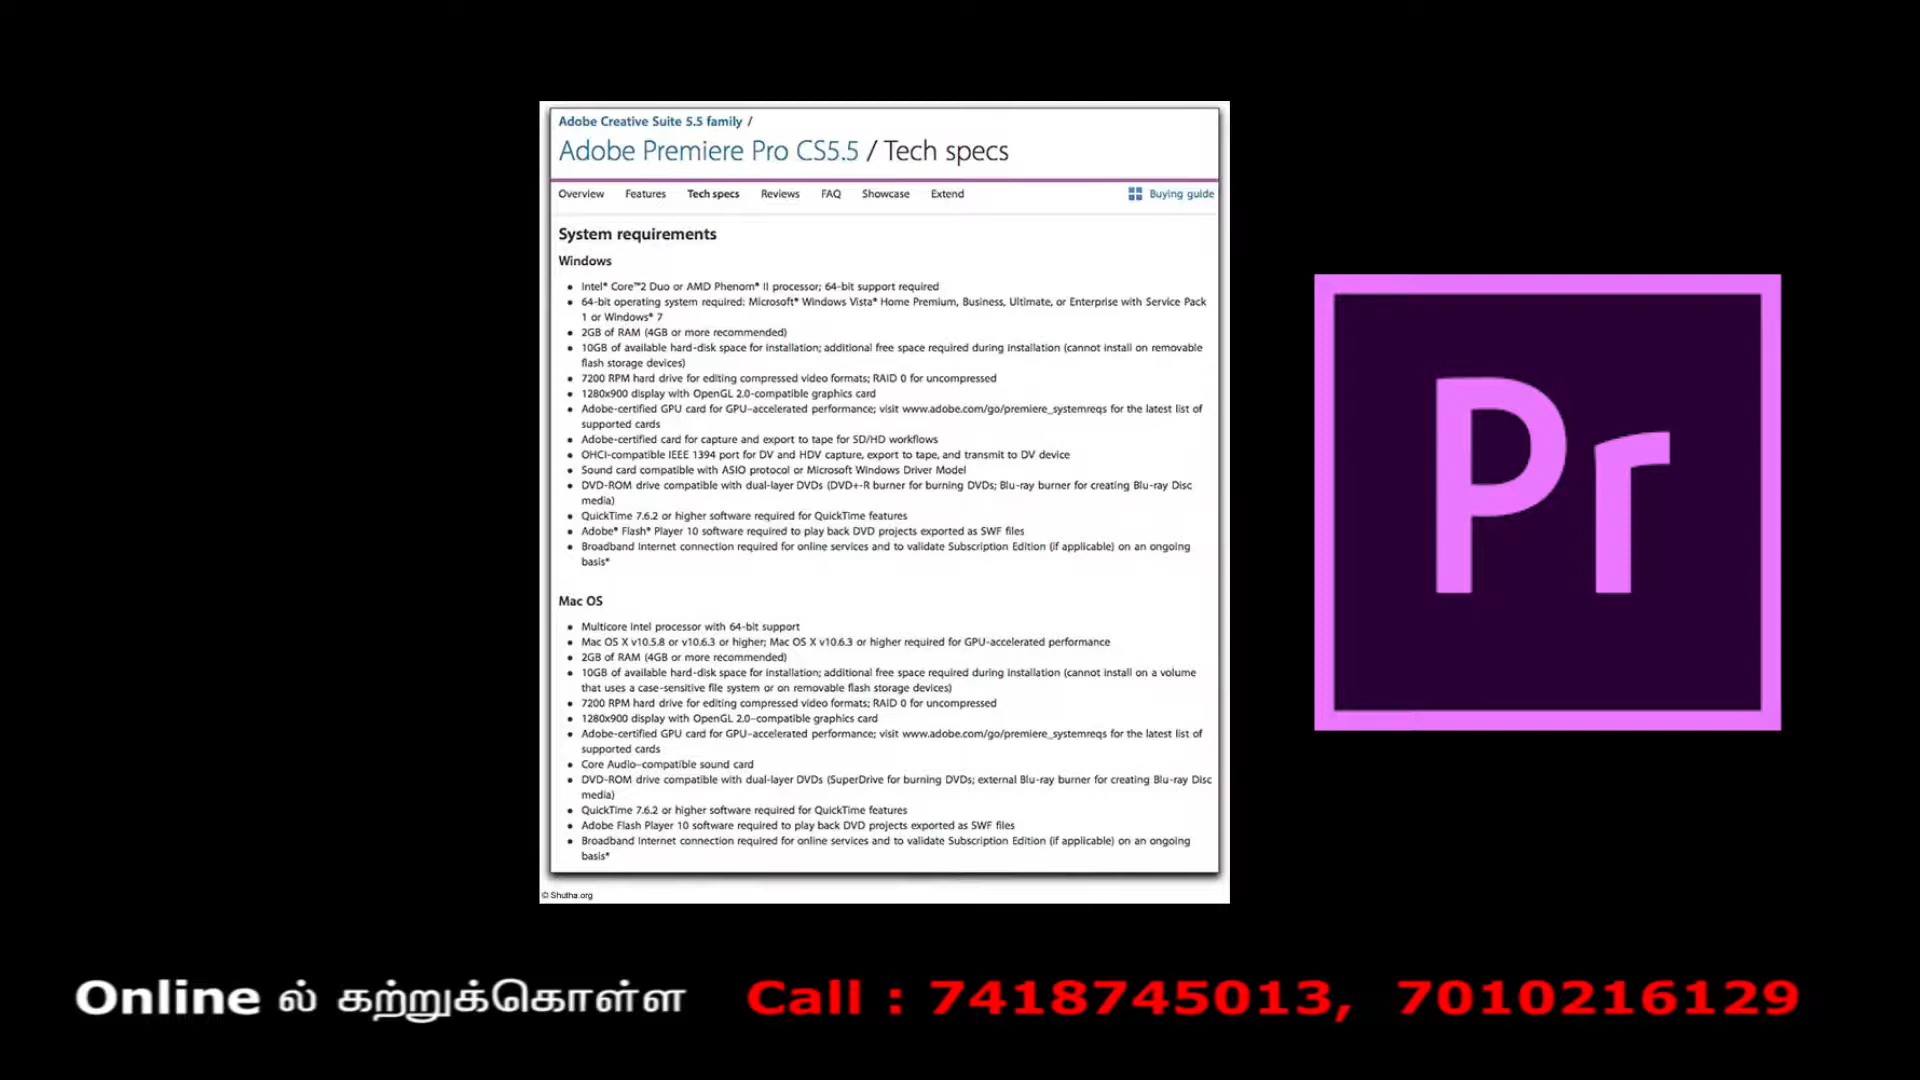 Adobe Creative Suite 5.5 family /
Adobe Premiere Pro CS5.5 / Tech specs
Overview Features Tech specs Reviews FAQ Showcase Extend Buying guide
System requirements
Windows
• Intel® Core™2 Duo or AMD Phenom® II processor; 64-bit support required
• 64-bit operating system required: Microsoft® Windows Vista® Home Premium, Business, Ultimate, or Enterprise with Service Pack
1 or Windows® 7
• 2GB of RAM (4GB or more recommended)
• 10GB of available hard-disk space for installation; additional free space required during installation (cannot install on removable
flash storage devices)
• 7200 RPM hard drive for editing compressed video formats; RAID 0 for uncompressed
• 1280x900 display with OpenGL 2.0-compatible graphics card
• Adobe-certified GPU card for GPU-accelerated performance; visit www.adobe.com/go/premiere_systemreqs for the latest list of
supported cards
• Adobe-certified card for capture and export to tape for SD/HD workflows
• OHCI-compatible IEEE 1394 port for DV and HDV capture, export to tape, and transmit to DV device
• Sound card compatible with ASIO protocol or Microsoft Windows Driver Model
• DVD-ROM drive compatible with dual-layer DVDs (DVD+-R burner for burning DVDs; Blu-ray burner for creating Blu-ray Disc
media)
• QuickTime 7.6.2 or higher software required for QuickTime features
• Adobe® Flash® Player 10 software required to play back DVD projects exported as SWF files
• Broadband Internet connection required for online services and to validate Subscription Edition (if applicable) on an ongoing
basis*
Mac OS
• Multicore Intel processor with 64-bit support
• Mac OS X v10.5.8 or v10.6.3 or higher; Mac OS X v10.6.3 or higher required for GPU-accelerated performance
• 2GB of RAM (4GB or more recommended)
• 10GB of available hard-disk space for installation; additional free space required during installation (cannot install on a volume
that uses a case-sensitive file system or on removable flash storage devices)
• 7200 RPM hard drive for editing compressed video formats; RAID 0 for uncompressed
• 1280x900 display with OpenGL 2.0-compatible graphics card
• Adobe-certified GPU card for GPU-accelerated performance; visit www.adobe.com/go/premiere_systemreqs for the latest list of
supported cards
• Core Audio-compatible sound card
• DVD-ROM drive compatible with dual-layer DVDs (SuperDrive for burning DVDs; external Blu-ray burner for creating Blu-ray Disc
media)
• QuickTime 7.6.2 or higher software required for QuickTime features
• Adobe Flash Player 10 software required to play back DVD projects exported as SWF files
• Broadband Internet connection required for online services and to validate Subscription Edition (if applicable) on an ongoing
basis*
© Shutha.org
Pr
Online ல் கற்றுக்கொள்ள Call : 7418745013, 7010216129